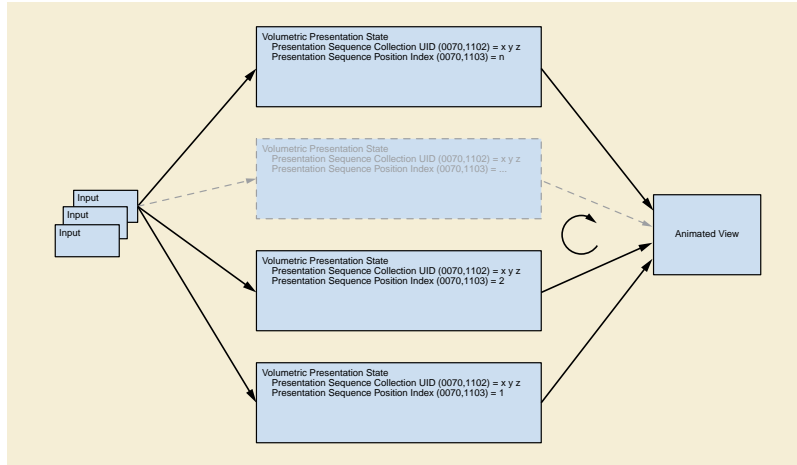 Volumetric Presentation State
Presentation Sequence Collection UID (0070,1102) = x y z
Presentation Sequence Position Index (0070,1103) = n
Volumetric Presentation State
Presentation Sequence Collection UID (0070,1102) = x y z
Presentation Sequence Position Index (0070,1103) = ...
Input
Input
Input
Animated View
Volumetric Presentation State
Presentation Sequence Collection UID (0070,1102) = x y z
Presentation Sequence Position Index (0070,1103) = 2
Volumetric Presentation State
Presentation Sequence Collection UID (0070,1102) = x y z
Presentation Sequence Position Index (0070,1103) = 1